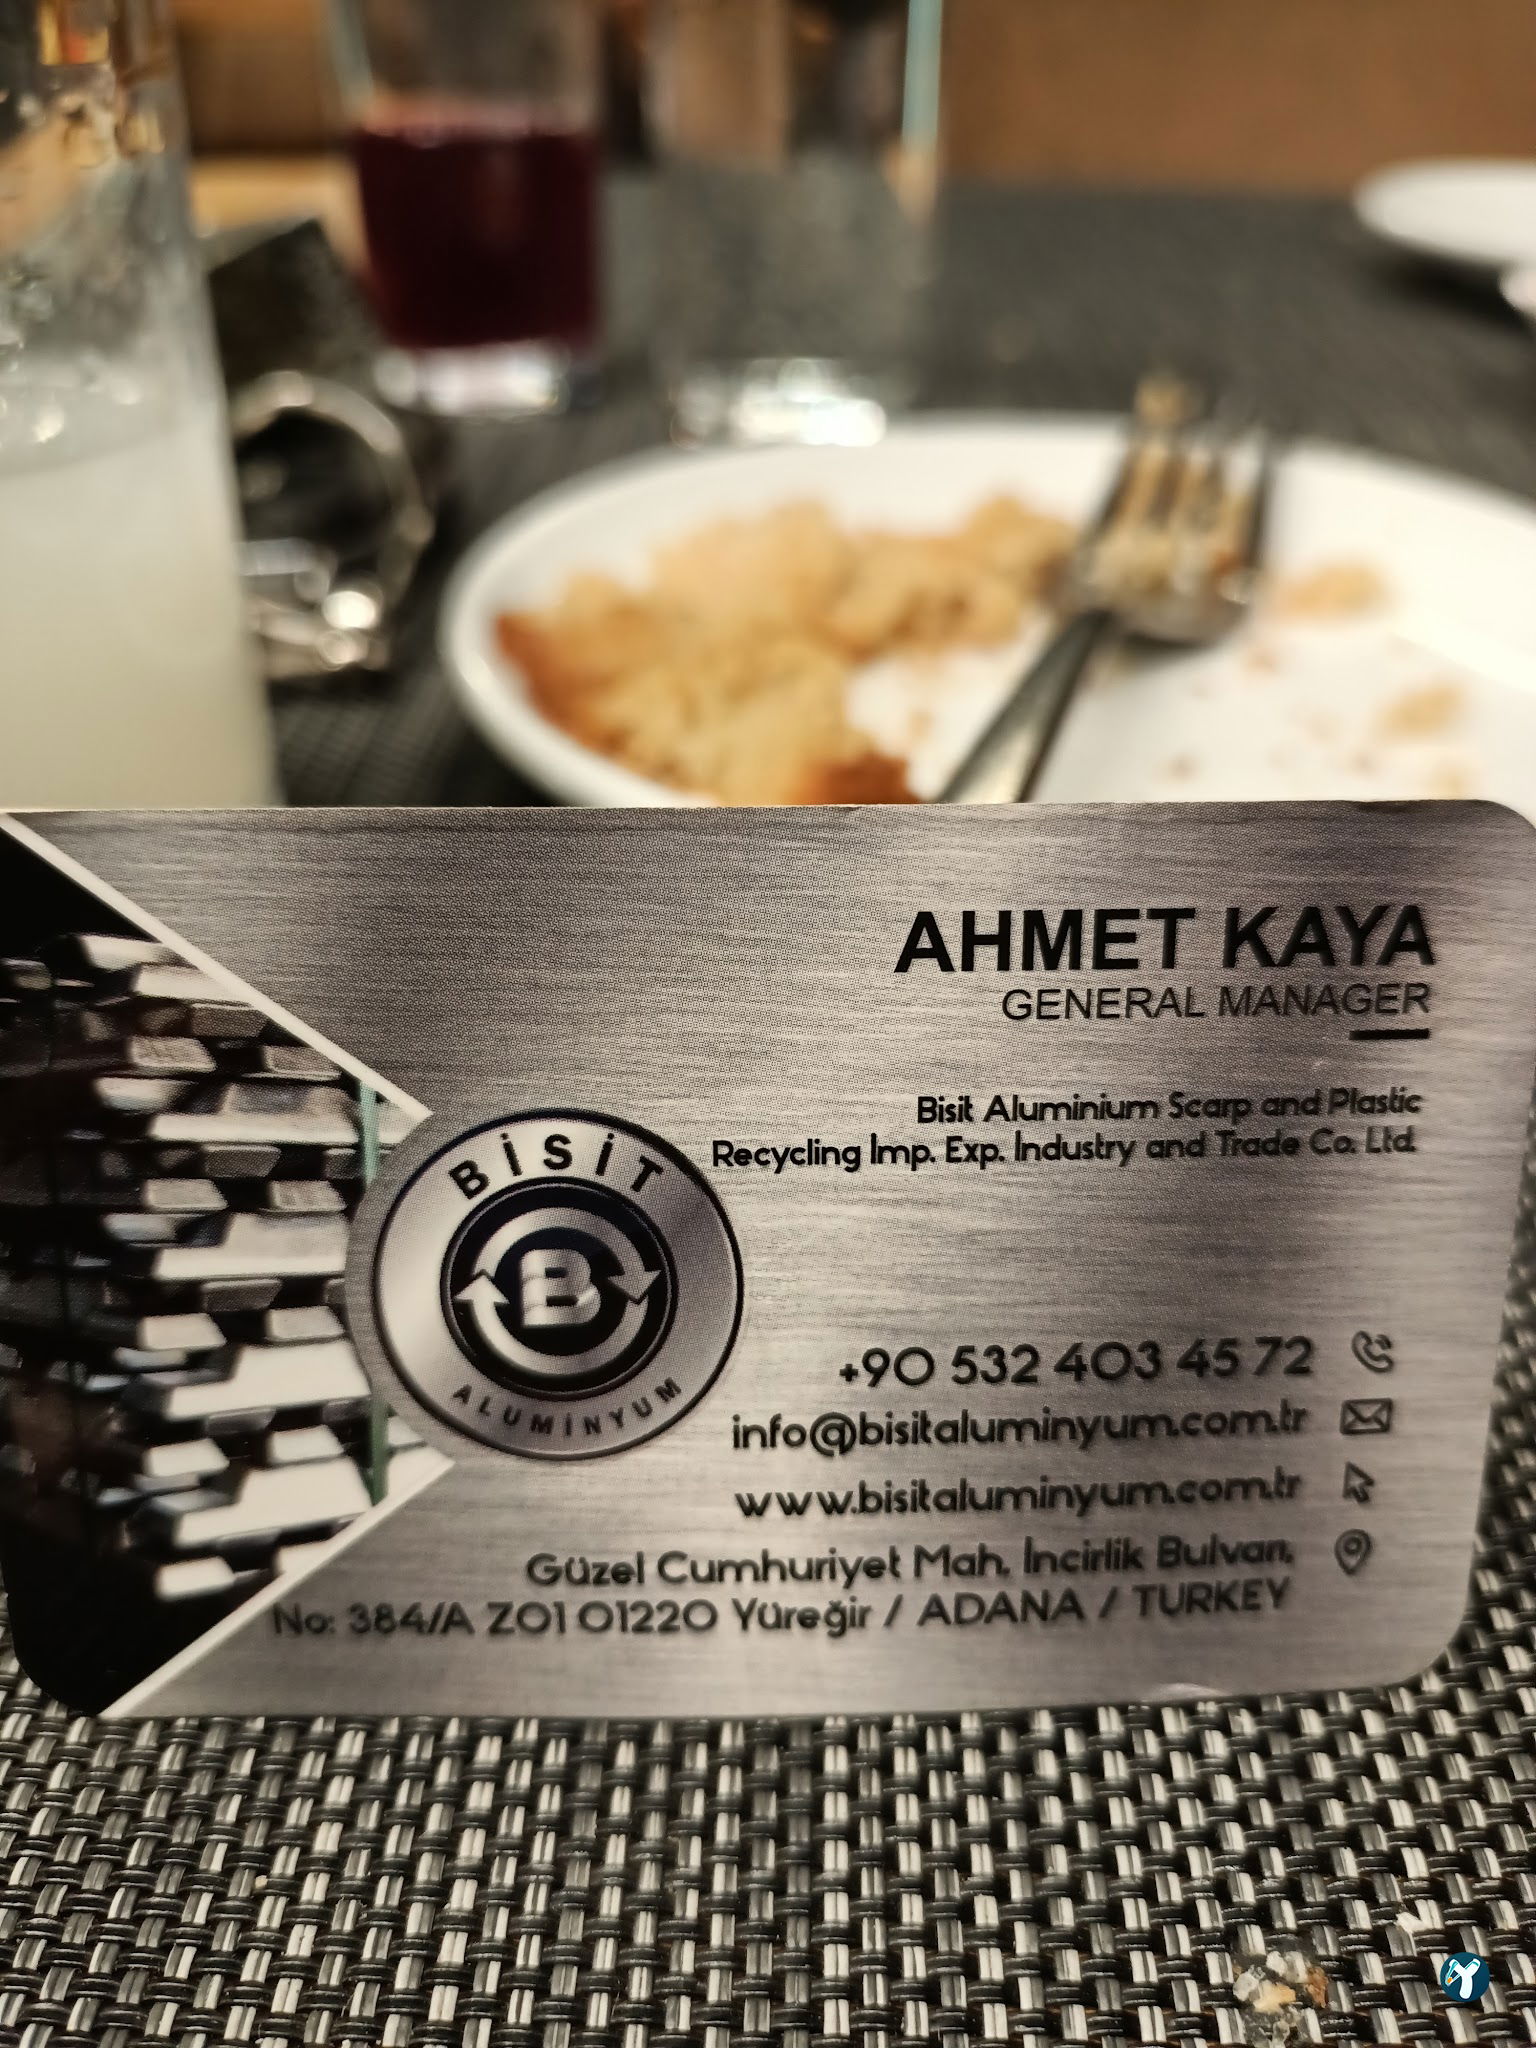 AHMET KAYA
GENERAL MANAGER
Bisit Aluminium Scarp and Plastic
Recycling İmp. Exp. İndustry and Trade Co. Ltd.
BİSİT
B
ALUMİNYUM
+90 532 403 45 72
info@bisitaluminyum.com.tr
www.bisitaluminyum.com.tr
Güzel Cumhuriyet Mah. İncirlik Bulvarı,
No: 384/A Z01 01220 Yüreğir / ADANA / TURKEY